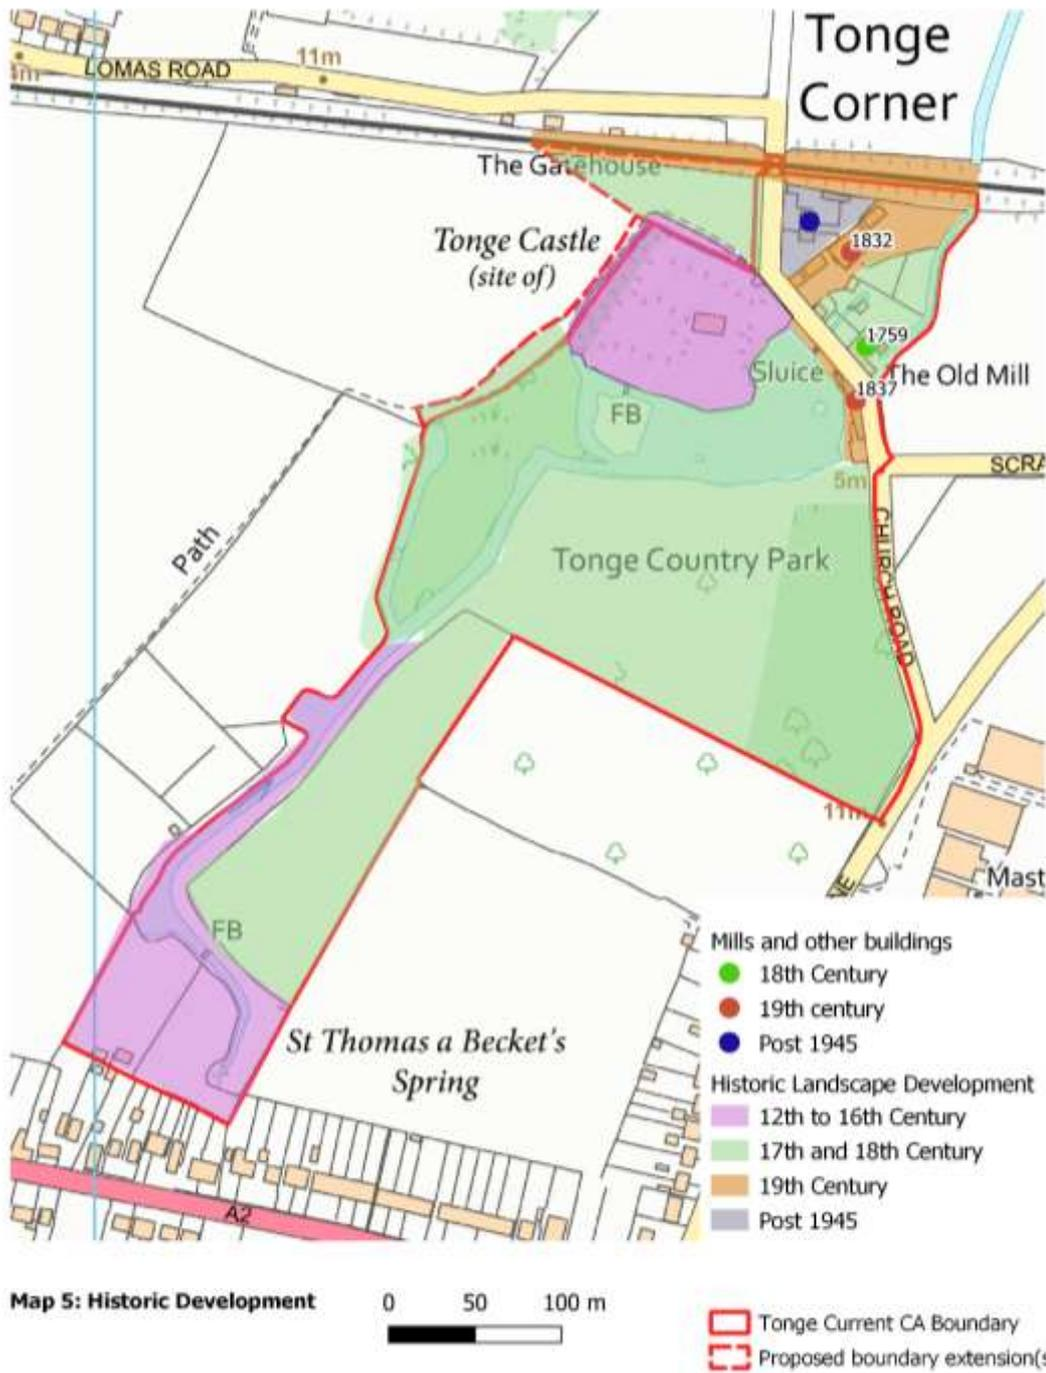 Tonge
Corner
LOMAS ROAD
11m
The Gatehouse
Tonge Castle
(site of)
1832
1759
Sluice
The Old Mill
1837
FB
SCRA
5m
Path
Tonge Country Park
CHURCH ROAD
11m
NE
Mast
FB
St Thomas a Becket's
Spring
A2
Mills and other buildings
18th Century
19th century
Post 1945
Historic Landscape Development
12th to 16th Century
17th and 18th Century
19th Century
Post 1945
Map 5: Historic Development
0 50 100 m
Tonge Current CA Boundary
Proposed boundary extension(s